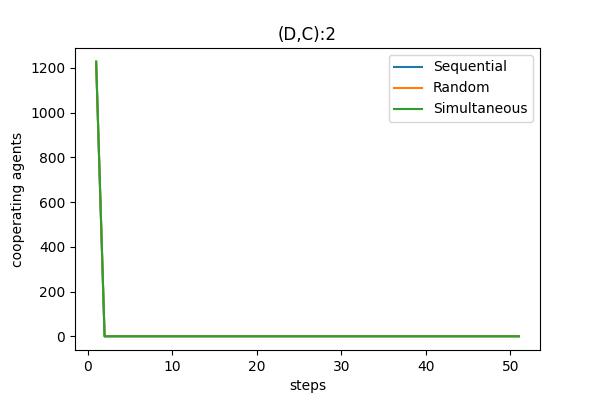 (D,C):2
1200
1000
800
600
400
200
0
cooperating agents
Sequential
Random
Simultaneous
0 10 20 30 40 50
steps